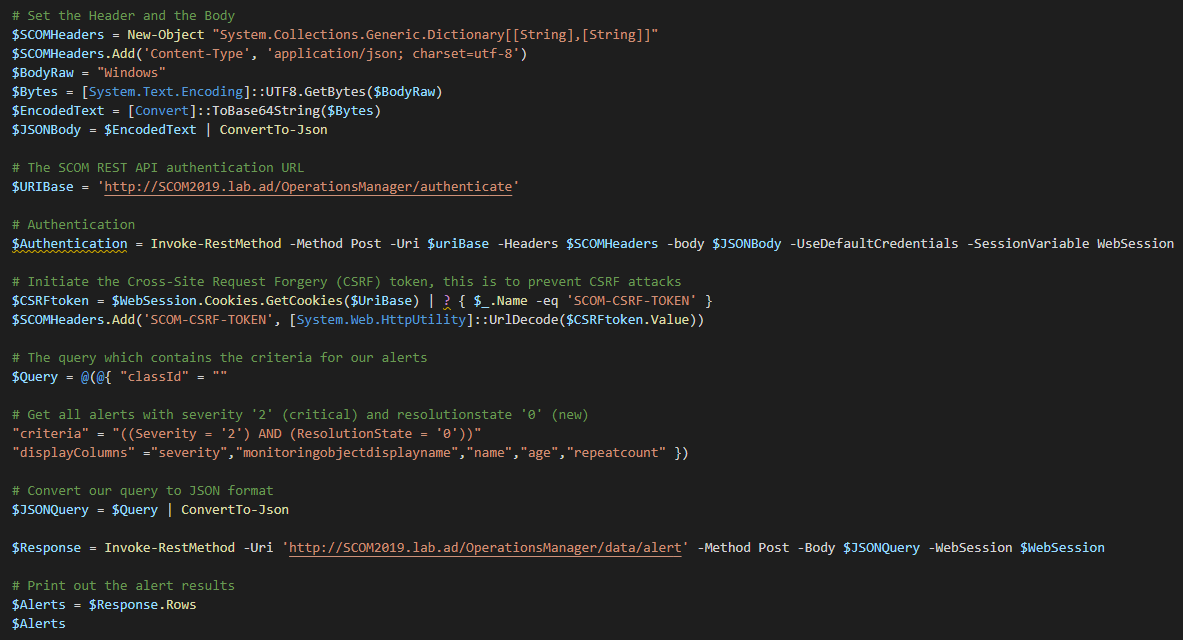 # Set the Header and the Body
$SCOMHeaders = New-Object "System.Collections.Generic.Dictionary[[String],[String]]"
$SCOMHeaders.Add('Content-Type', 'application/json; charset=utf-8')
$BodyRaw = "Windows"
$Bytes = [System.Text.Encoding]::UTF8.GetBytes($BodyRaw)
$EncodedText = [Convert]::ToBase64String($Bytes)
$JSONBody = $EncodedText | ConvertTo-Json
# The SCOM REST API authentication URL
$URIBase = 'http://SCOM2019.lab.ad/OperationsManager/authenticate'
# Authentication
$Authentication = Invoke-RestMethod -Method Post -Uri $uriBase -Headers $SCOMHeaders -body $JSONBody -UseDefaultCredentials -SessionVariable WebSession
# Initiate the Cross-Site Request Forgery (CSRF) token, this is to prevent CSRF attacks
$CSRFtoken = $WebSession.Cookies.GetCookies($UriBase) | ? { $_.Name -eq 'SCOM-CSRF-TOKEN' }
$SCOMHeaders.Add('SCOM-CSRF-TOKEN', [System.Web.HttpUtility]::UrlDecode($CSRFtoken.Value))
# The query which contains the criteria for our alerts
$Query = @(@{ "classId" = ""
# Get all alerts with severity '2' (critical) and resolutionstate '0' (new)
"criteria" = "((Severity = '2') AND (ResolutionState = '0'))"
"displayColumns" ="severity","monitoringobjectdisplayname","name","age","repeatcount" })
# Convert our query to JSON format
$JSONQuery = $Query | ConvertTo-Json
$Response = Invoke-RestMethod -Uri 'http://SCOM2019.lab.ad/OperationsManager/data/alert' -Method Post -Body $JSONQuery -WebSession $WebSession
# Print out the alert results
$Alerts = $Response.Rows
$Alerts